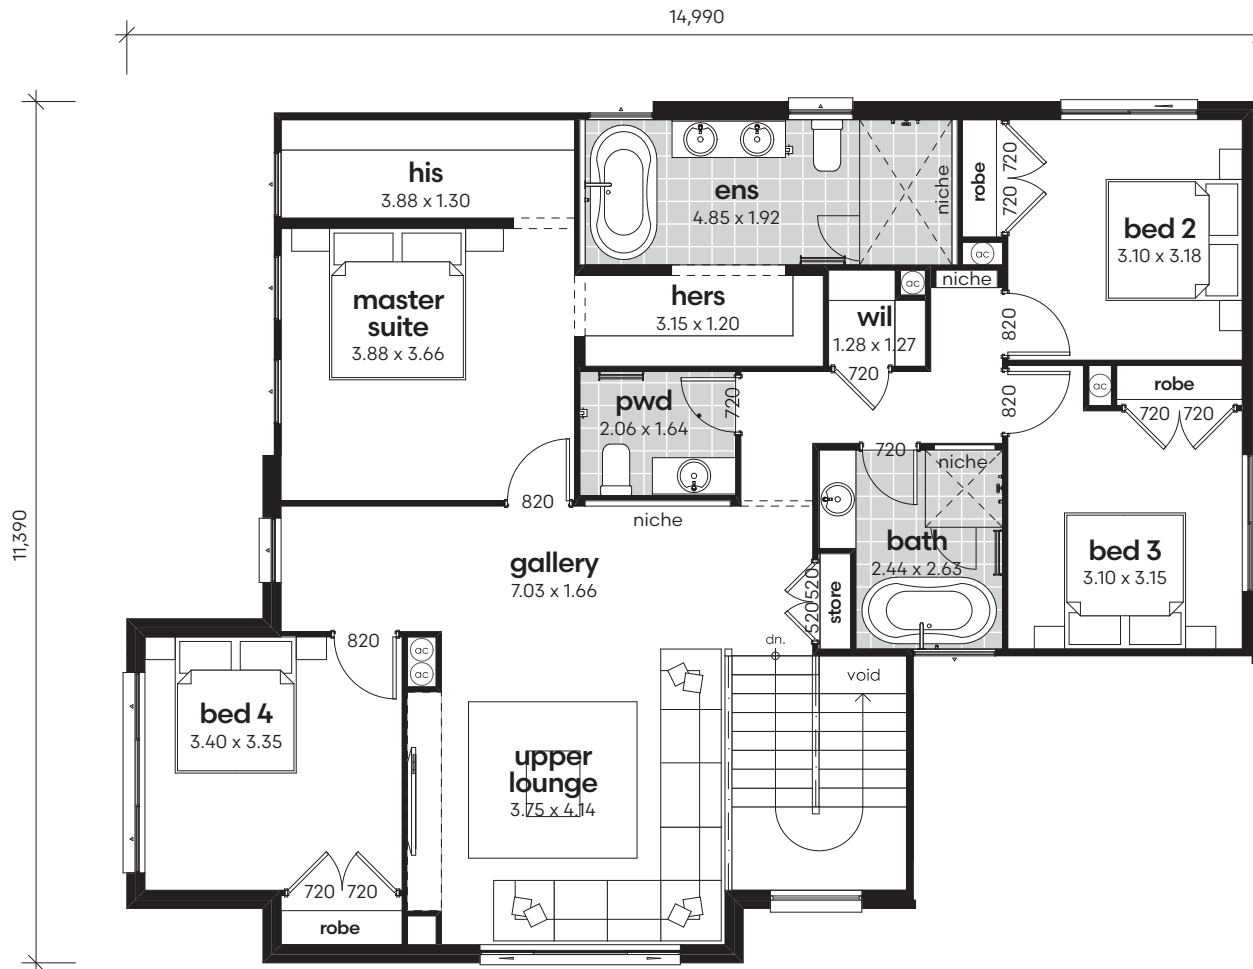 14,990
11,390
his
3.88 x 1.30
ens
4.85 x 1.92
niche
robe
720
720
bed 2
3.10 x 3.18
ac
master
suite
3.88 x 3.66
hers
3.15 x 1.20
ac
niche
wil
1.28 x 1.27
720
820
820
ac
robe
720 720
pwd
2.06 x 1.64
720
820
niche
720
niche
bath
2.44 x 2.63
bed 3
3.10 x 3.15
gallery
7.03 x 1.66
520
520
store
820
ac
ac
dn.
void
bed 4
3.40 x 3.35
upper
lounge
3.75 x 4.14
720 720
robe